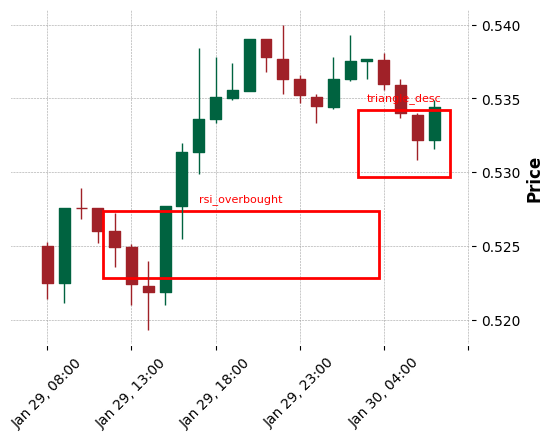 0.540
triangle_desc
0.535
0.530
Price
rsi_overbought
0.525
0.520
Jan 29, 08:00
Jan 29, 13:00
Jan 29, 18:00
Jan 29, 23:00
Jan 30, 04:00